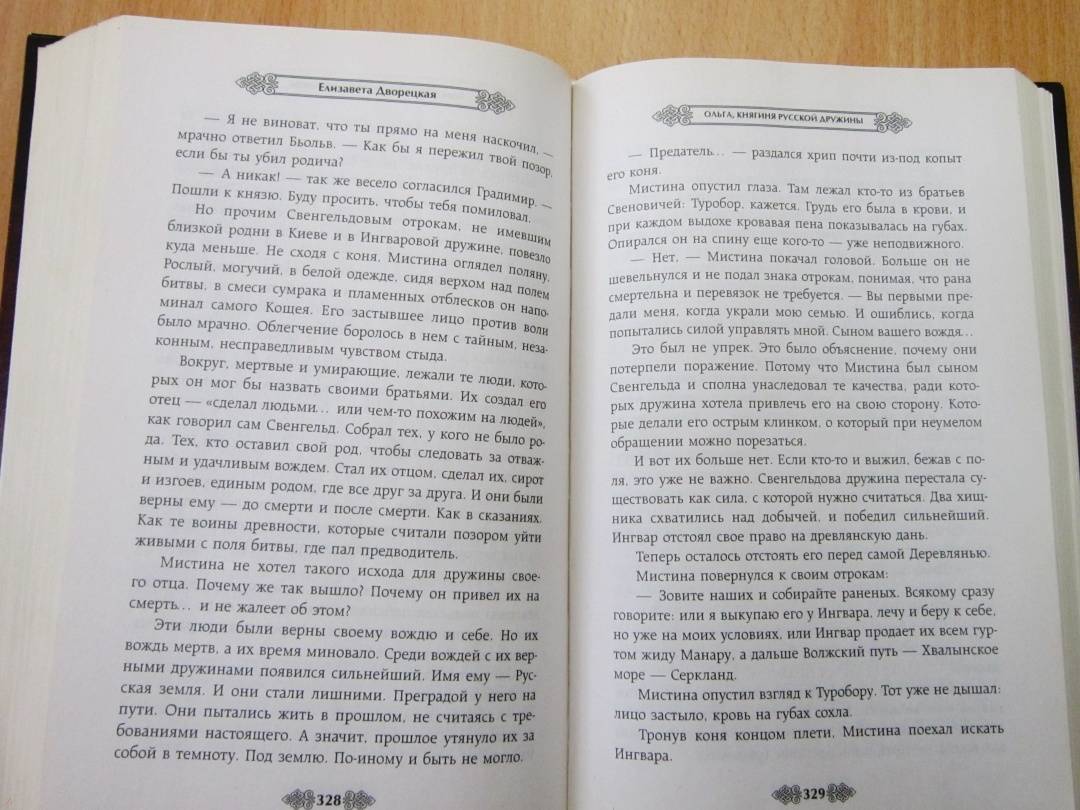 Елизавета Дворецкая
— Я не виноват, что ты прямо на меня наскочил, —
мрачно ответил Бьольв. — Как бы я пережил твой позор,
если бы ты убил родича?
— А никак! — так же весело согласился Градимир. —
Пошли к князю. Буду просить, чтобы тебя помиловал.
Но прочим Свенгельдовым отрокам, не имевшим
близкой родни в Киеве и в Ингваровой дружине, повезло
куда меньше. Не сходя с коня, Мистина оглядел поляну.
Рослый, могучий, в белой одежде, сидя верхом над полем
битвы, в смеси сумрака и пламенных отблесков он напо-
минал самого Кощея. Его застывшее лицо против воли
было мрачно. Облегчение боролось в нем с тайным, неза-
конным, несправедливым чувством стыда.
Вокруг, мертвые и умирающие, лежали те люди, кото-
рых он мог бы назвать своими братьями. Их создал его
отец — «сделал людьми… или чем-то похожим на людей»,
как говорил сам Свенгельд. Собрал тех, у кого не было ро-
да. Тех, кто оставил свой род, чтобы следовать за отваж-
ным и удачливым вождем. Стал их отцом, сделал их, сирот
и изгоев, единым родом, где все друг за друга. И они были
верны ему — до смерти и после смерти. Как в сказаниях.
Как те воины древности, которые считали позором уйти
живыми с поля битвы, где пал предводитель.
Мистина не хотел такого исхода для дружины свое-
го отца. Почему же так вышло? Почему он привел их на
смерть… и не жалеет об этом?
Эти люди были верны своему вождю и себе. Но их
вождь мертв, а их время миновало. Среди вождей с их вер-
ными дружинами появился сильнейший. Имя ему — Рус-
ская земля. И они стали лишними. Преградой у него на
пути. Они пытались жить в прошлом, не считаясь с тре-
бованиями настоящего. А значит, прошлое утянуло их за
собой в темноту. Под землю. По-иному и быть не могло.
328
ОЛЬГА, КНЯГИНЯ РУССКОЙ ДРУЖИНЫ
— Предатель… — раздался хрип почти из-под копыт
его коня.
Мистина опустил глаза. Там лежал кто-то из братьев
Свеновичей: Туробор, кажется. Грудь его была в крови, и
при каждом выдохе кровавая пена показывалась на губах.
Опирался он на спину еще кого-то — уже неподвижного.
— Нет, — Мистина покачал головой. Больше он не
шевельнулся и не подал знака отрокам, понимая, что рана
смертельна и перевязок не требуется. — Вы первыми пре-
дали меня, когда украли мою семью. И ошиблись, когда
попытались силой управлять мной. Сыном вашего вождя…
Это был не упрек. Это было объяснение, почему они
потерпели поражение. Потому что Мистина был сыном
Свенгельда и сполна унаследовал те качества, ради кото-
рых дружина хотела привлечь его на свою сторону. Кото-
рые делали его острым клинком, о который при неумелом
обращении можно порезаться.
И вот их больше нет. Если кто-то и выжил, бежав с по-
ля, это уже не важно. Свенгельдова дружина перестала су-
ществовать как сила, с которой нужно считаться. Два хищ-
ника схватились над добычей, и победил сильнейший.
Ингвар отстоял свое право на древлянскую дань.
Теперь осталось отстоять его перед самой Деревлянью.
Мистина повернулся к своим отрокам:
— Зовите наших и собирайте раненых. Всякому сразу
говорите: или я выкупаю его у Ингвара, лечу и беру к себе,
но уже на моих условиях, или Ингвар продает их всем гур-
том жиду Манару, а дальше Волжский путь — Хвалынское
море — Серкланд.
Мистина опустил взгляд к Туробору. Тот уже не дышал:
лицо застыло, кровь на губах сохла.
Тронув коня концом плети, Мистина поехал искать
Ингвара.
329